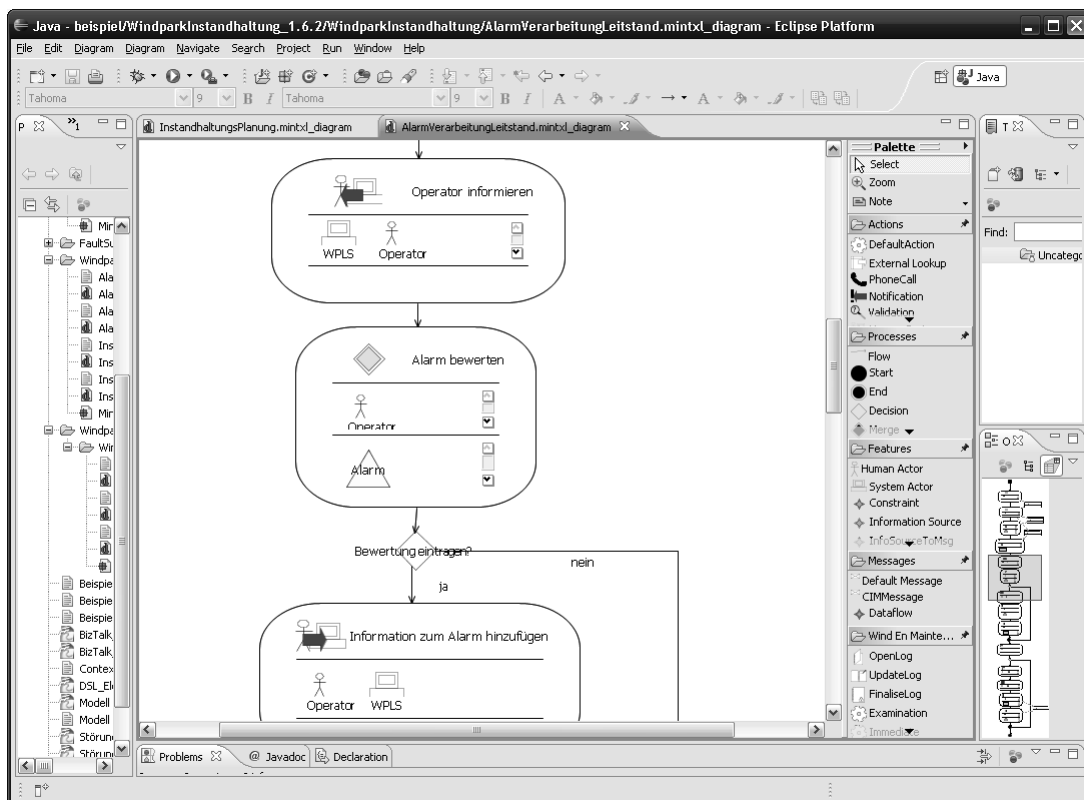 Java - beispiel/WindparkInstandhaltung_1.6.2/WindparkInstandhaltung/AlarmVerarbeitungLeitstand.mintxl_diagram - Eclipse Platform
File Edit Diagram Diagram Navigate Search Project Run Window Help
Java
Tahoma 9 B I Tahoma 9 B I A A
P
InstandhaltungsPlanung.mintxl_diagram
AlarmVerarbeitungLeitstand.mintxl_diagram
T
Mir
FaultSu
Windpa
Ala
Ala
Ala
Ala
Ins
Ins
Ins
Ins
Mir
Windpa
Wir
Beispie
Beispie
Beispie
BizTalk_
BizTalk_
Contex
DSL_El
Modell
Modell
Störun
Störun
Operator informieren
WPLS Operator
Alarm bewerten
Operator
Alarm
Bewertung eintragen?
nein
ja
Information zum Alarm hinzufügen
Operator WPLS
Palette
Select
Zoom
Note
Actions
DefaultAction
External Lookup
PhoneCall
Notification
Validation
Processes
Flow
Start
End
Decision
Merge
Features
Human Actor
System Actor
Constraint
Information Source
InfoSourceToMsg
Messages
Default Message
CIMMessage
Dataflow
Wind En Mainte...
OpenLog
UpdateLog
FinaliseLog
Examination
Immediate
Find:
Uncatego
O
Problems @ Javadoc Declaration